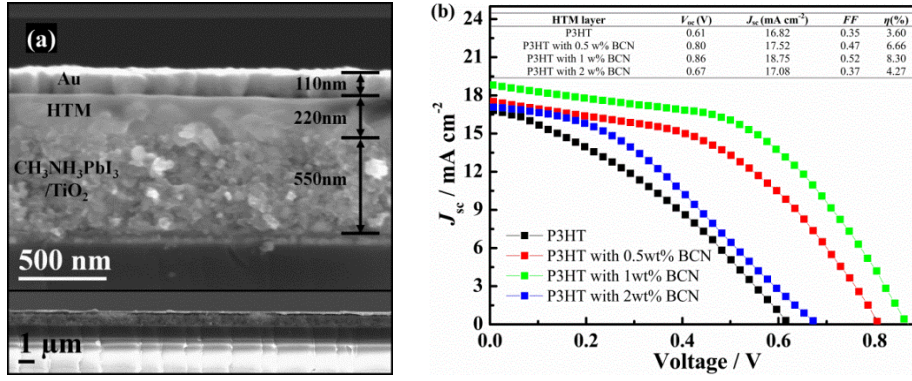 (a)
Au
110nm
HTM
220nm
CH₃NH₃PbI₃
/TiO₂
550nm
500 nm
1 μm
(b)
HTM layer Voc (V) Jsc (mA cm-2) FF η(%)
P3HT 0.61 16.82 0.35 3.60
P3HT with 0.5 w% BCN 0.80 17.52 0.47 6.66
P3HT with 1 w% BCN 0.86 18.75 0.52 8.30
P3HT with 2 w% BCN 0.67 17.08 0.37 4.27
24
21
18
15
12
9
6
3
0
Jsc / mA cm-2
P3HT
P3HT with 0.5wt% BCN
P3HT with 1wt% BCN
P3HT with 2wt% BCN
0.0 0.2 0.4 0.6 0.8
Voltage / V